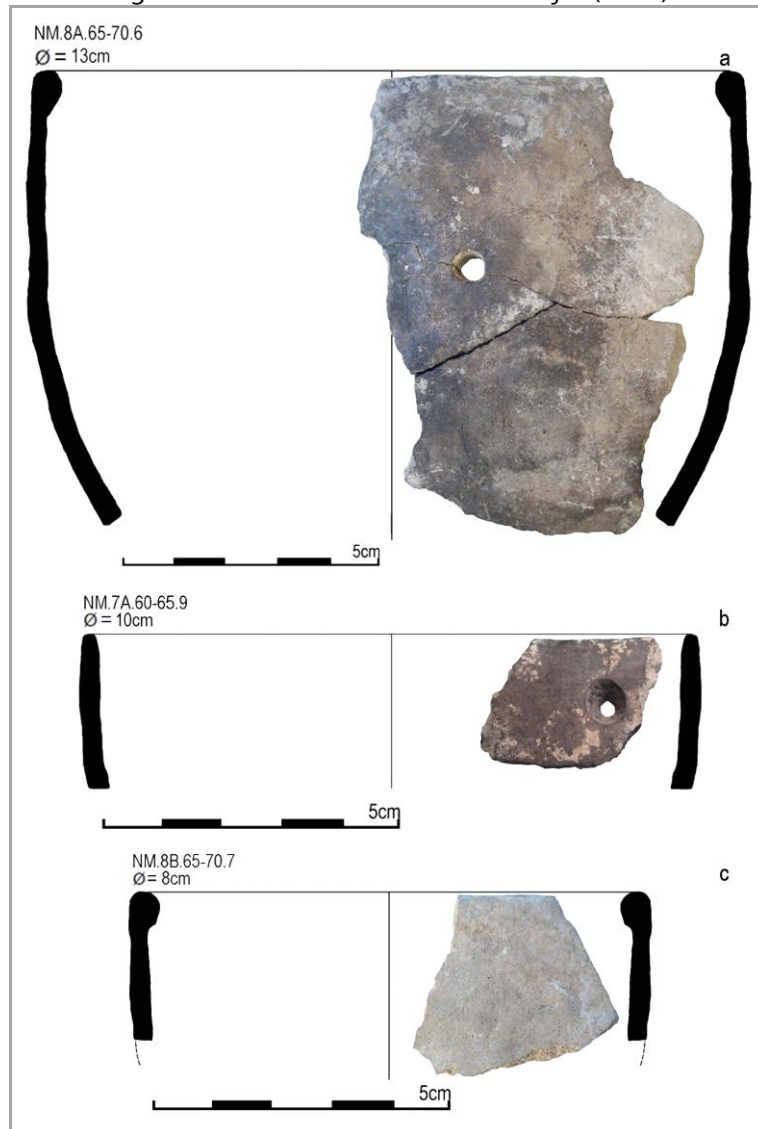 NM.8A.65-70.6
Ø = 13cm
a
5cm
NM.7A.60-65.9
Ø = 10cm
b
5cm
NM.8B.65-70.7
Ø = 8cm
c
5cm